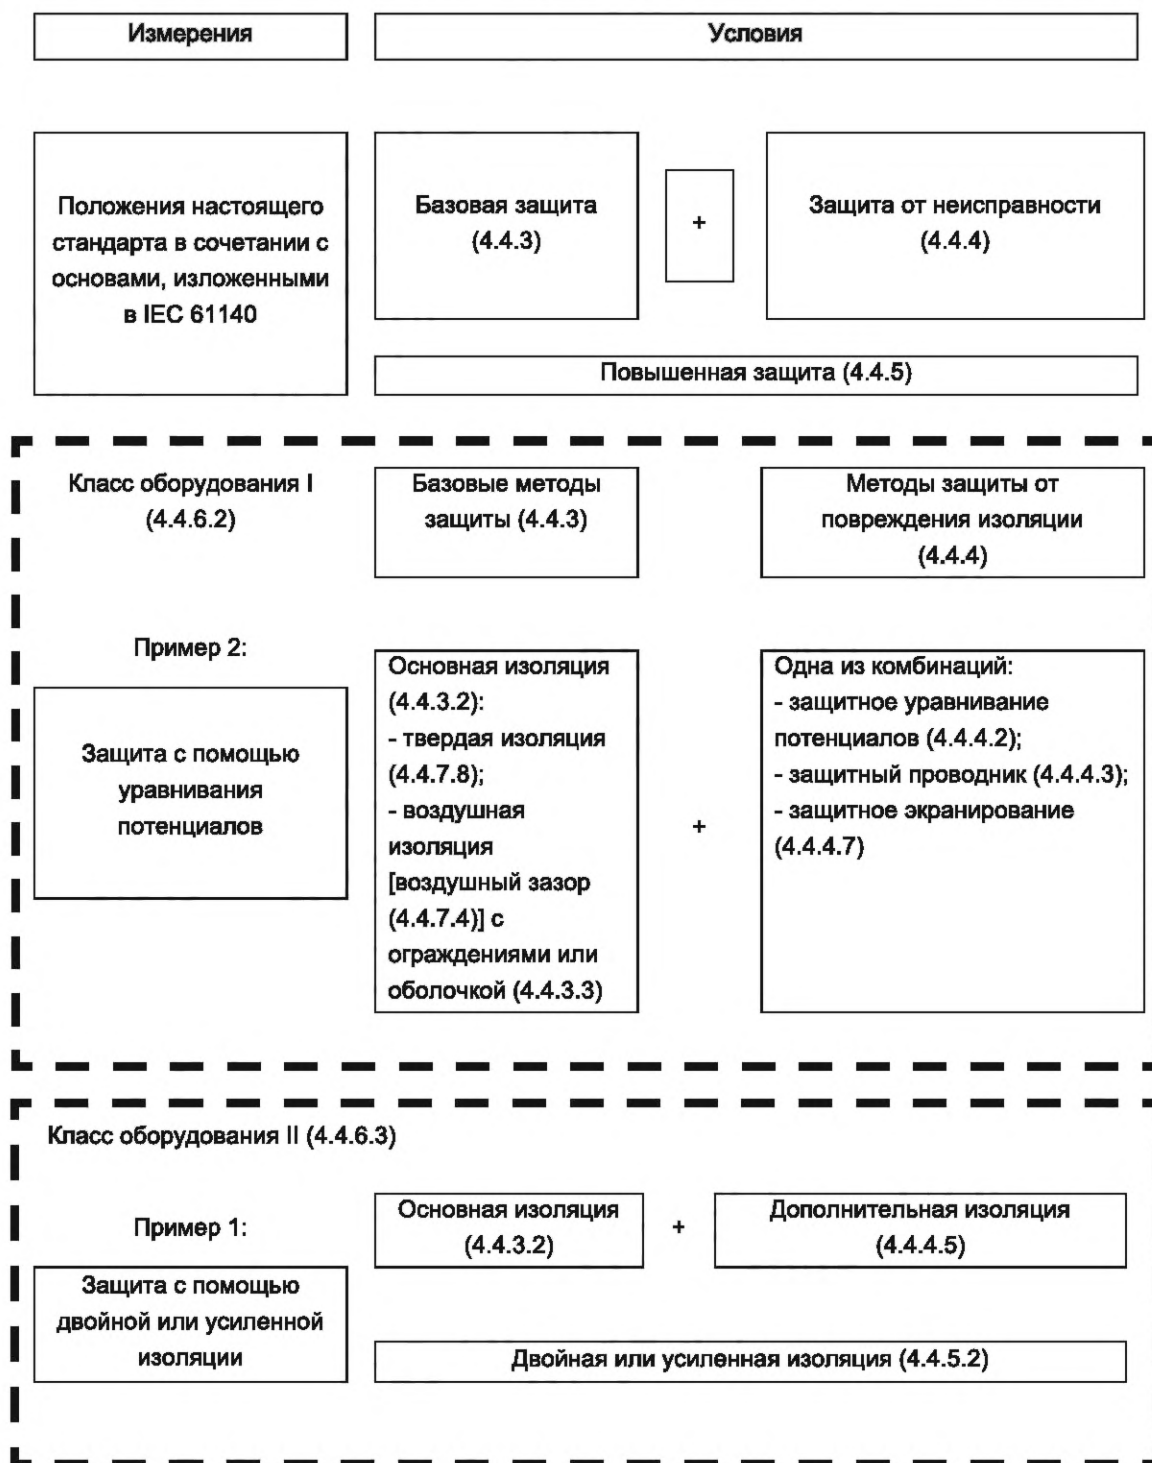 Измерения
Условия
Положения настоящего
стандарта в сочетании с
основами, изложенными
в IEC 61140
Базовая защита
(4.4.3)
+
Защита от неисправности
(4.4.4)
Повышенная защита (4.4.5)
Класс оборудования I
(4.4.6.2)
Базовые методы
защиты (4.4.3)
Методы защиты от
повреждения изоляции
(4.4.4)
Пример 2:
Защита с помощью
уравнивания
потенциалов
Основная изоляция
(4.4.3.2):
- твердая изоляция
(4.4.7.8);
- воздушная
изоляция
[воздушный зазор
(4.4.7.4)] с
ограждениями или
оболочкой (4.4.3.3)
+
Одна из комбинаций:
- защитное уравнивание
потенциалов (4.4.4.2);
- защитный проводник (4.4.4.3);
- защитное экранирование
(4.4.4.7)
Класс оборудования II (4.4.6.3)
Пример 1:
Защита с помощью
двойной или усиленной
изоляции
Основная изоляция
(4.4.3.2)
+
Дополнительная изоляция
(4.4.4.5)
Двойная или усиленная изоляция (4.4.5.2)